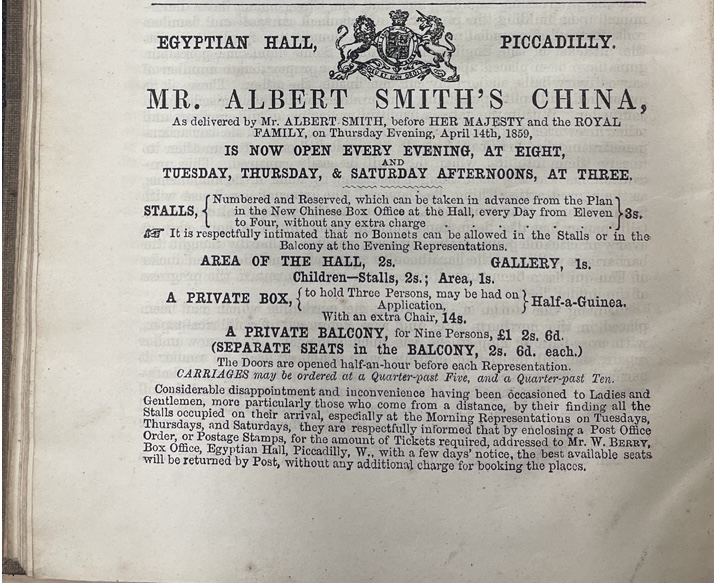 EGYPTIAN HALL, PICCADILLY.
MR. ALBERT SMITH'S CHINA,
As delivered by Mr. ALBERT SMITH, before HER MAJESTY and the ROYAL
FAMILY, on Thursday Evening, April 14th, 1859,
IS NOW OPEN EVERY EVENING, AT EIGHT,
AND
TUESDAY, THURSDAY, & SATURDAY AFTERNOONS, AT THREE.
Numbered and Reserved, which can be taken in advance from the Plan
STALLS, in the New Chinese Box Office at the Hall, every Day from Eleven 3s.
to Four, without any extra charge . . . . . . .
☞ It is respectfully intimated that no Bonnets can be allowed in the Stalls or in the
Balcony at the Evening Representations.
AREA OF THE HALL, 2s. GALLERY, 1s.
Children—Stalls, 2s.; Area, 1s.
A PRIVATE BOX, {to hold Three Persons, may be had on} Half-a-Guinea.
Application,
With an extra Chair, 14s.
A PRIVATE BALCONY, for Nine Persons, £1 2s. 6d.
(SEPARATE SEATS in the BALCONY, 2s. 6d. each.)
The Doors are opened half-an-hour before each Representation.
CARRIAGES may be ordered at a Quarter-past Five, and a Quarter-past Ten.
Considerable disappointment and inconvenience having been occasioned to Ladies and
Gentlemen, more particularly those who come from a distance, by their finding all the
Stalls occupied on their arrival, especially at the Morning Representations on Tuesdays,
Thursdays, and Saturdays, they are respectfully informed that by enclosing a Post Office
Order, or Postage Stamps, for the amount of Tickets required, addressed to Mr. W. BERRY,
Box Office, Egyptian Hall, Piccadilly, W., with a few days' notice, the best available seats
will be returned by Post, without any additional charge for booking the places.